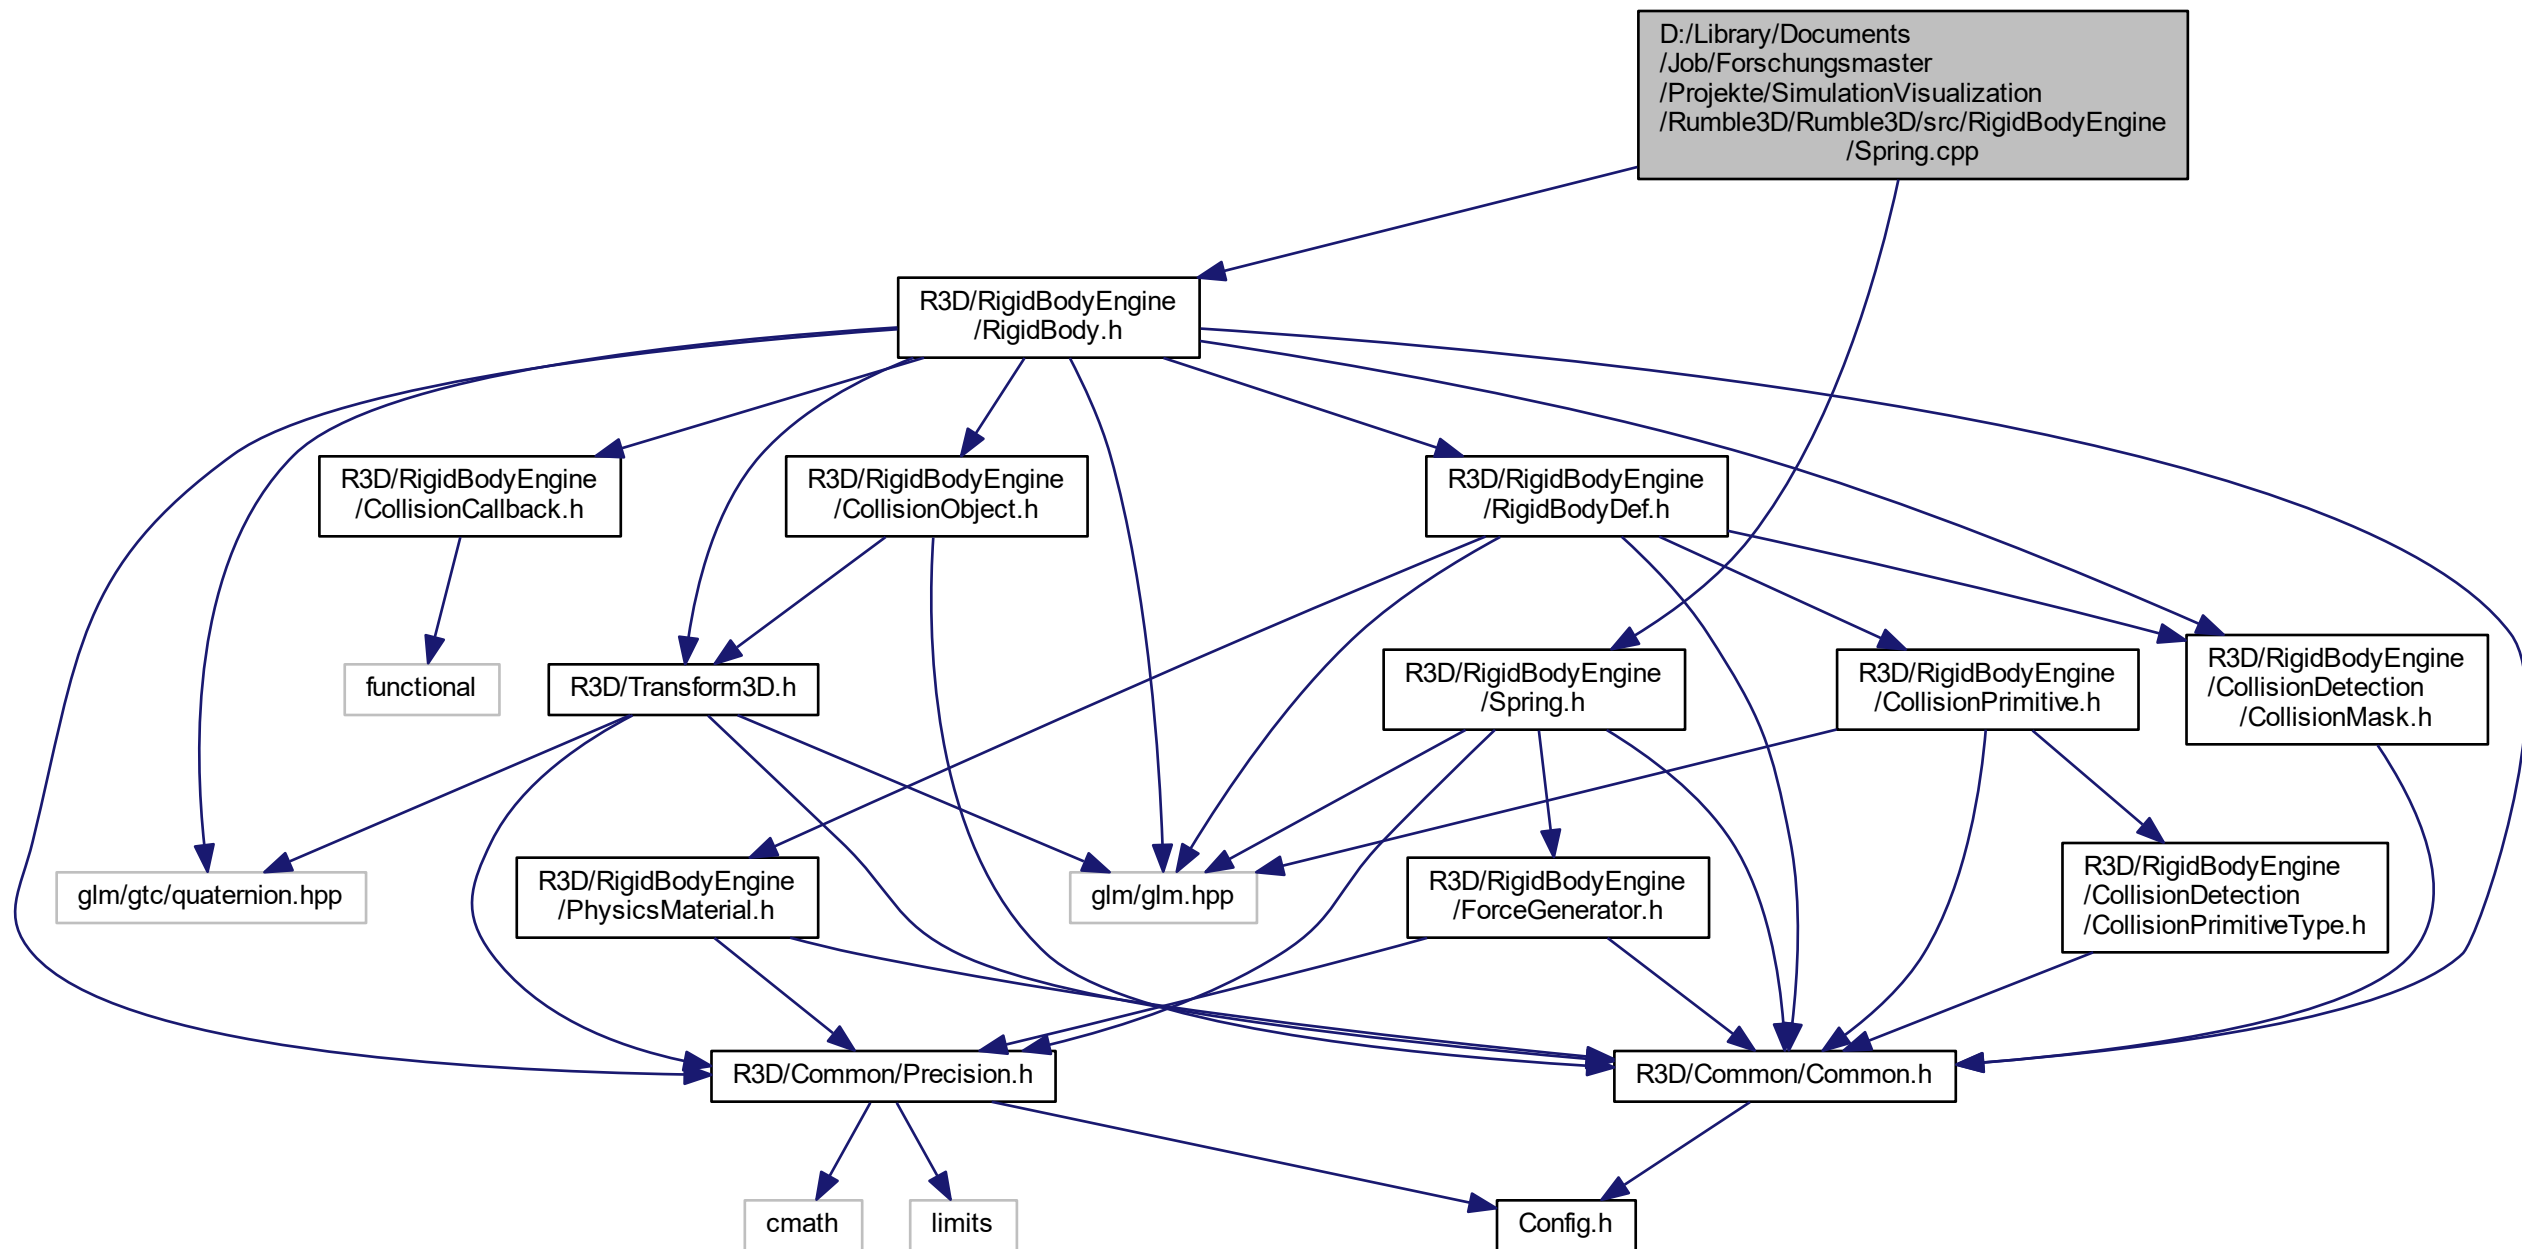 D:/Library/Documents
/Job/Forschungsmaster
/Projekte/SimulationVisualization
/Rumble3D/Rumble3D/src/RigidBodyEngine
/Spring.cpp
R3D/RigidBodyEngine
/RigidBody.h
R3D/RigidBodyEngine
/CollisionCallback.h
R3D/RigidBodyEngine
/CollisionObject.h
R3D/RigidBodyEngine
/RigidBodyDef.h
functional
R3D/Transform3D.h
R3D/RigidBodyEngine
/Spring.h
R3D/RigidBodyEngine
/CollisionPrimitive.h
R3D/RigidBodyEngine
/CollisionDetection
/CollisionMask.h
glm/gtc/quaternion.hpp
R3D/RigidBodyEngine
/PhysicsMaterial.h
glm/glm.hpp
R3D/RigidBodyEngine
/ForceGenerator.h
R3D/RigidBodyEngine
/CollisionDetection
/CollisionPrimitiveType.h
R3D/Common/Precision.h
R3D/Common/Common.h
cmath
limits
Config.h